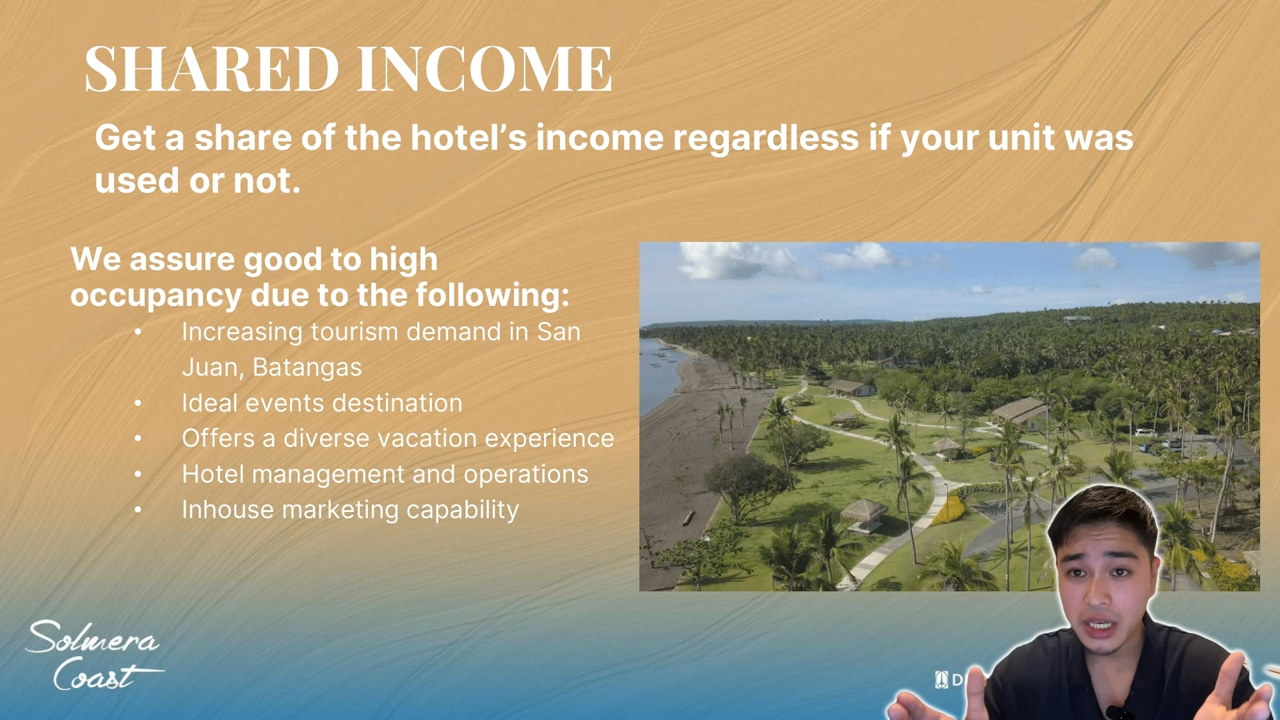 SHARED INCOME
Get a share of the hotel’s income regardless if your unit was
used or not.
We assure good to high
occupancy due to the following:
• Increasing tourism demand in San
Juan, Batangas
• Ideal events destination
• Offers a diverse vacation experience
• Hotel management and operations
• Inhouse marketing capability
Solmera
Coast